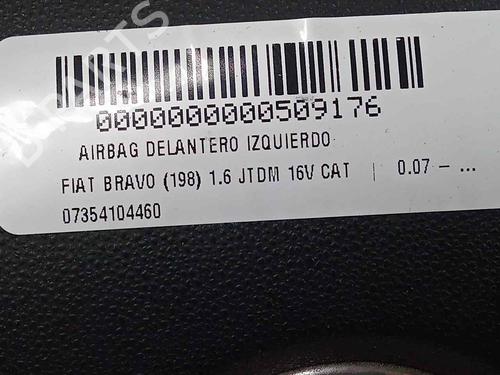 0000000000509176
AIRBAG DELANTERO IZQUIERDO
FIAT BRAVO (198) 1.6 JTDM 16V CAT | 0.07 – ...
07354104460